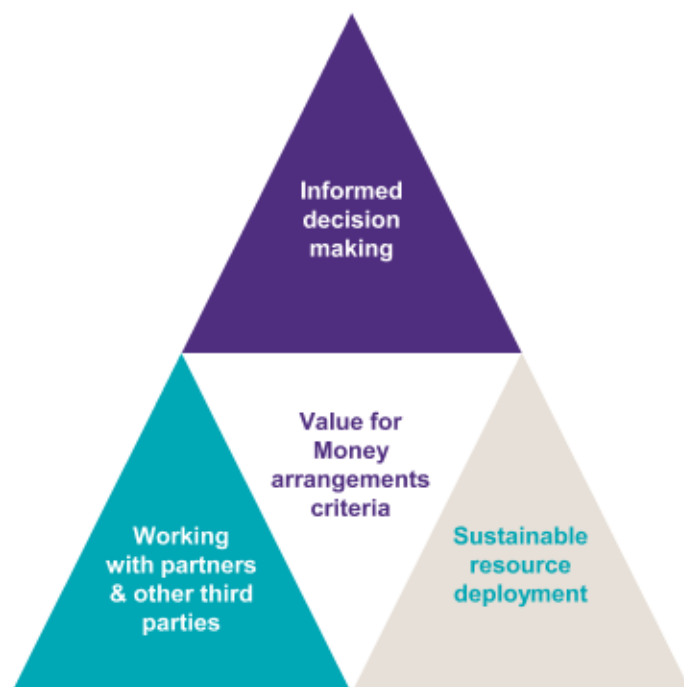 Informed
decision
making
Value for
Money
arrangements
criteria
Working
with partners
& other third
parties
Sustainable
resource
deployment